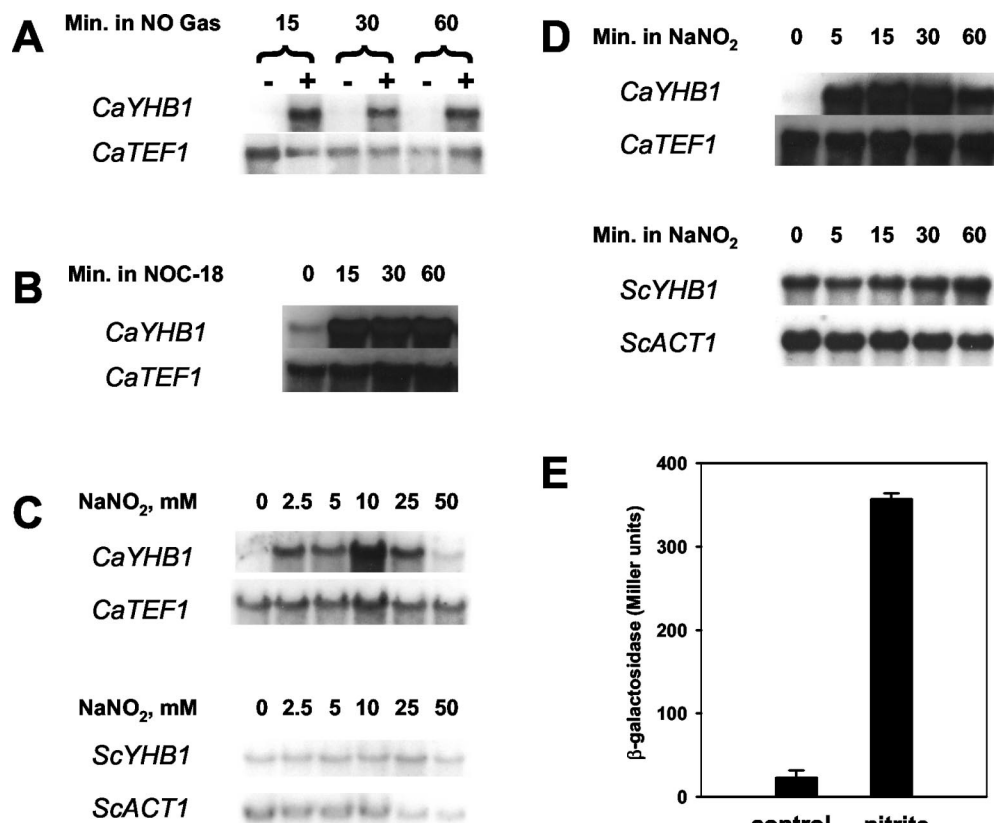 A
Min. in NO Gas 15 30 60
- + - + - +
CaYHB1
CaTEF1
B
Min. in NOC-18 0 15 30 60
CaYHB1
CaTEF1
C
NaNO₂, mM 0 2.5 5 10 25 50
CaYHB1
CaTEF1
NaNO₂, mM 0 2.5 5 10 25 50
ScYHB1
ScACT1
D
Min. in NaNO₂ 0 5 15 30 60
CaYHB1
CaTEF1
Min. in NaNO₂ 0 5 15 30 60
ScYHB1
ScACT1
E
β-galactosidase (Miller units)
400
300
200
100
0
control nitrite